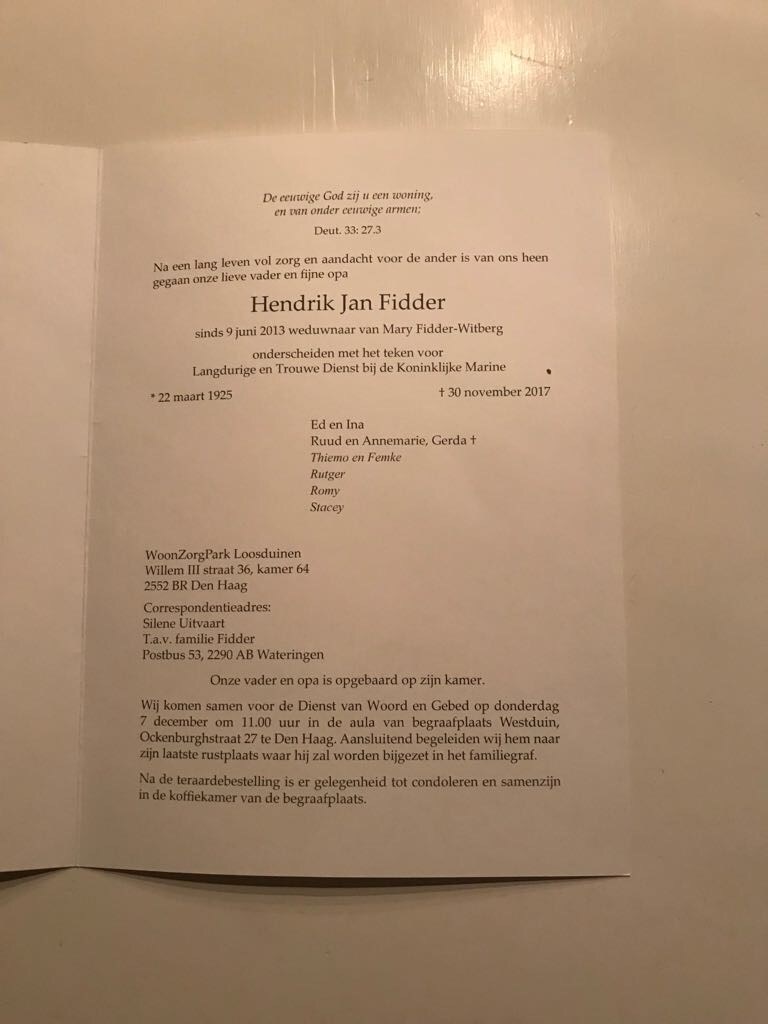 De eeuwige God zij u een woning,
en van onder eeuwige armen;
Deut. 33: 27.3
Na een lang leven vol zorg en aandacht voor de ander is van ons heen
gegaan onze lieve vader en fijne opa
Hendrik Jan Fidder
sinds 9 juni 2013 weduwnaar van Mary Fidder-Witberg
onderscheiden met het teken voor
Langdurige en Trouwe Dienst bij de Koninklijke Marine
* 22 maart 1925 † 30 november 2017
Ed en Ina
Ruud en Annemarie, Gerda †
Thiemo en Femke
Rutger
Romy
Stacey
WoonZorgPark Loosduinen
Willem III straat 36, kamer 64
2552 BR Den Haag
Correspondentieadres:
Silene Uitvaart
T.a.v. familie Fidder
Postbus 53, 2290 AB Wateringen
Onze vader en opa is opgebaard op zijn kamer.
Wij komen samen voor de Dienst van Woord en Gebed op donderdag
7 december om 11.00 uur in de aula van begraafplaats Westduin,
Ockenburghstraat 27 te Den Haag. Aansluitend begeleiden wij hem naar
zijn laatste rustplaats waar hij zal worden bijgezet in het familiegraf.
Na de teraardebestelling is er gelegenheid tot condoleren en samenzijn
in de koffiekamer van de begraafplaats.